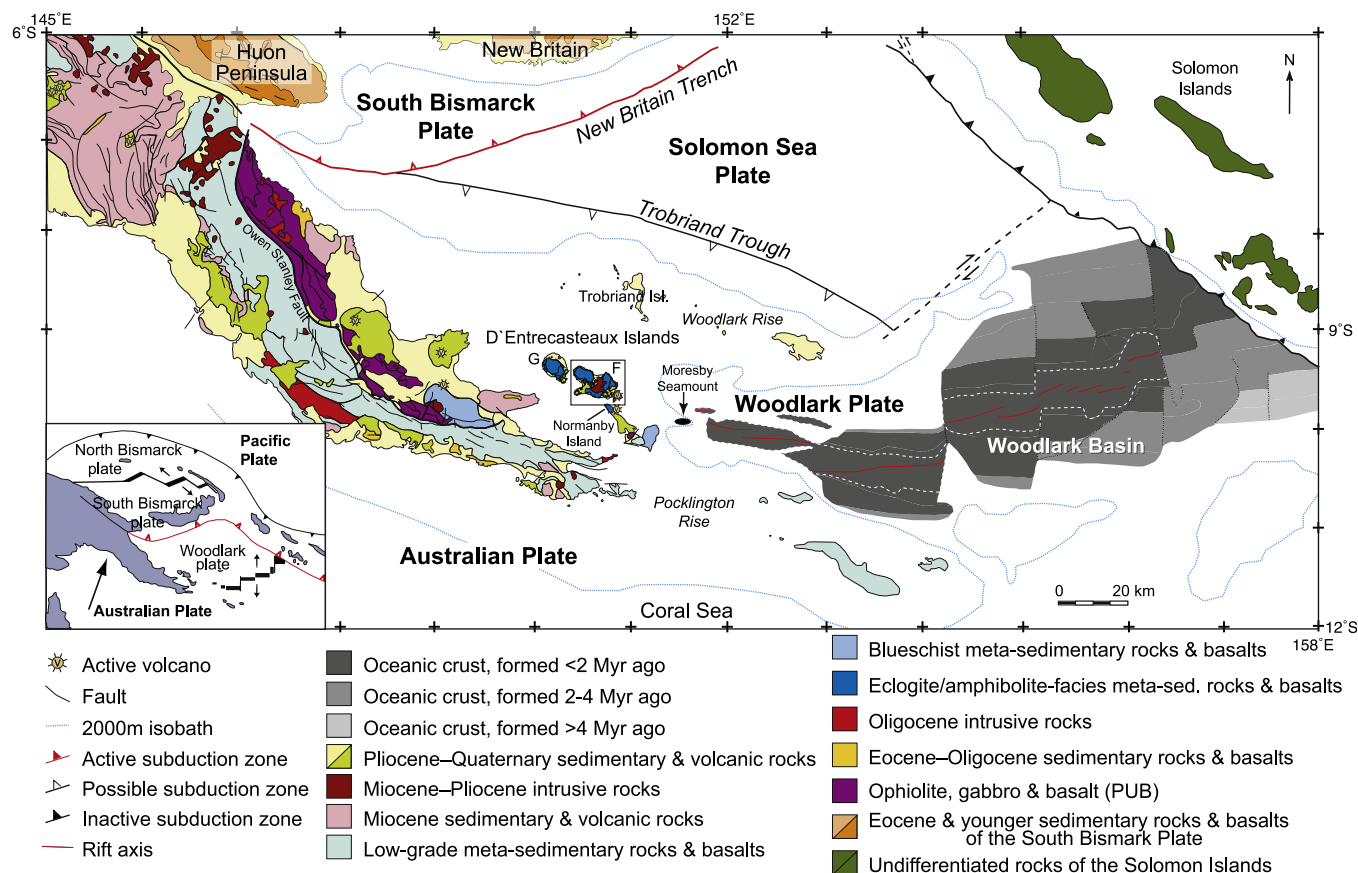 145°E
152°E
6°S
Huon
Peninsula
New Britain
South Bismarck
Plate
New Britain Trench
Solomon Sea
Plate
Solomon
Islands
N
Trobriand Trough
Owen Stanley Fault
Trobriand Isl.
Woodlark Rise
9°S
D`Entrecasteaux Islands
G
F
Moresby
Seamount
Normanby
Island
Woodlark Plate
Woodlark Basin
Pocklington
Rise
Australian Plate
Coral Sea
0 20 km
12°S
158°E
Pacific
Plate
North Bismarck
plate
South Bismarck
plate
Woodlark
plate
Australian Plate
V Active volcano
Fault
2000m isobath
Active subduction zone
Possible subduction zone
Inactive subduction zone
Rift axis
Oceanic crust, formed <2 Myr ago
Oceanic crust, formed 2-4 Myr ago
Oceanic crust, formed >4 Myr ago
Pliocene–Quaternary sedimentary & volcanic rocks
Miocene–Pliocene intrusive rocks
Miocene sedimentary & volcanic rocks
Low-grade meta-sedimentary rocks & basalts
Blueschist meta-sedimentary rocks & basalts
Eclogite/amphibolite-facies meta-sed. rocks & basalts
Oligocene intrusive rocks
Eocene–Oligocene sedimentary rocks & basalts
Ophiolite, gabbro & basalt (PUB)
Eocene & younger sedimentary rocks & basalts
of the South Bismark Plate
Undifferentiated rocks of the Solomon Islands